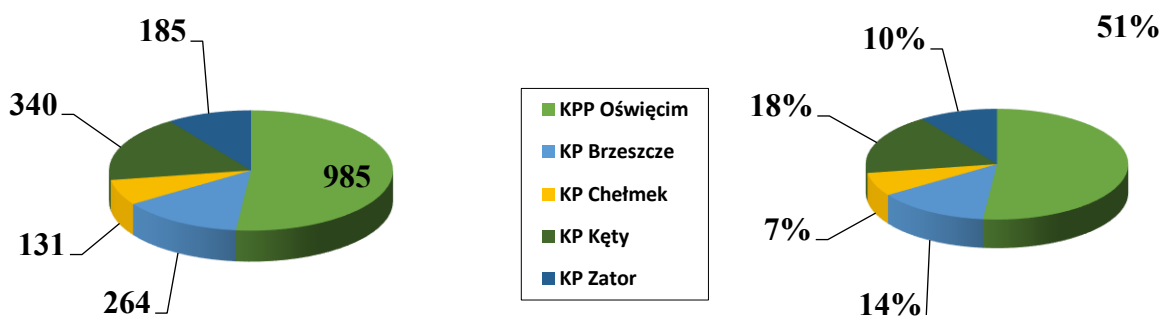 185
340
985
131
264
KPP Oświęcim
KP Brzeszcze
KP Chełmek
KP Kęty
KP Zator
10%
51%
18%
7%
14%